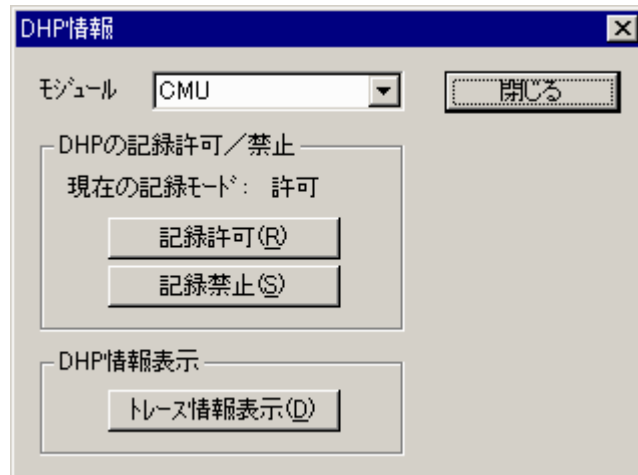 DHP情報
ﾓｼﾞｭｰﾙ CMU 閉じる
DHPの記録許可／禁止
現在の記録ﾓｰﾄﾞ： 許可
記録許可(R)
記録禁止(S)
DHP情報表示
ﾄﾚｰｽ情報表示(D)